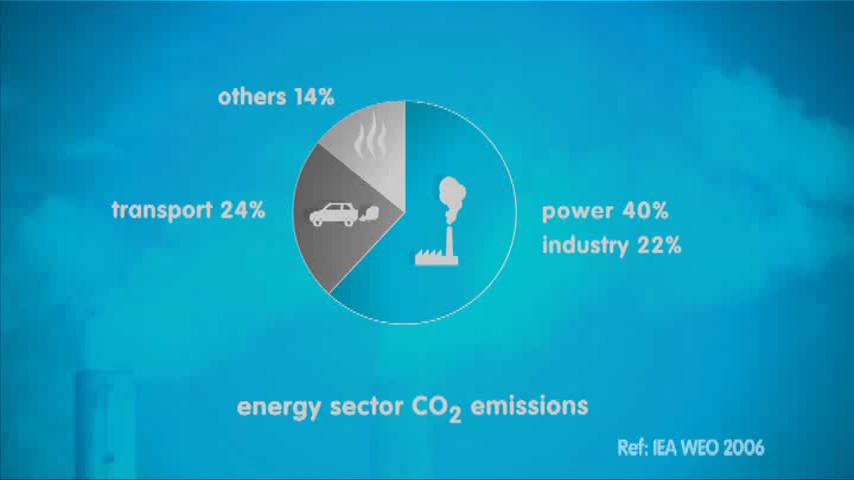 others 14%
transport 24%
power 40%
industry 22%
energy sector CO₂ emissions
Ref: IEA WEO 2006